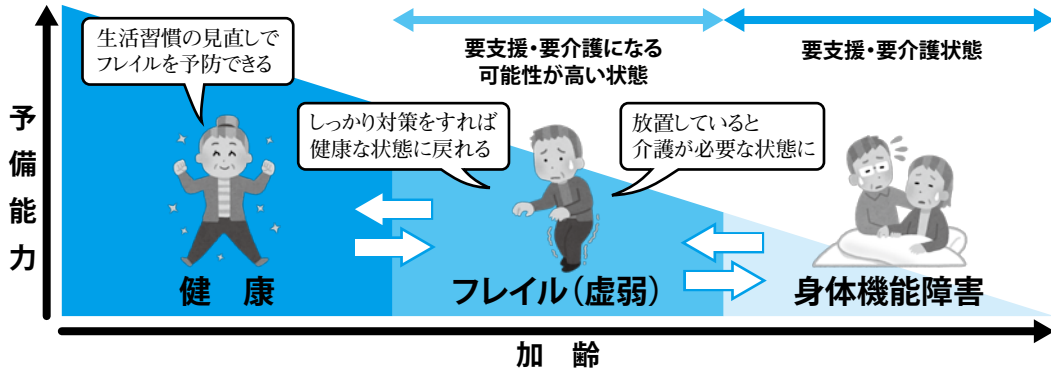 生活習慣の見直しで
フレイルを予防できる
要支援・要介護になる
可能性が高い状態
要支援・要介護状態
しっかり対策をすれば
健康な状態に戻れる
放置していると
介護が必要な状態に
予備能力
健 康
フレイル（虚弱）
身体機能障害
加 齢